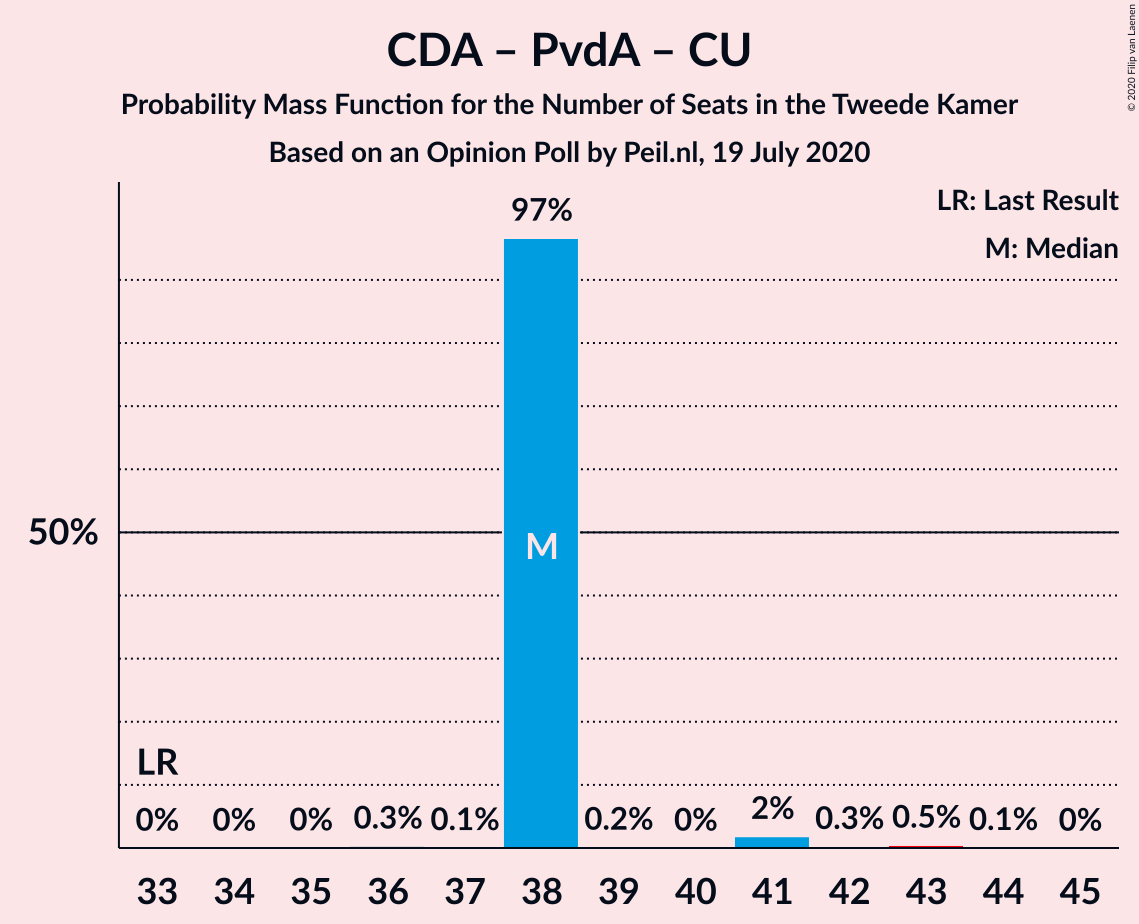 CDA – PvdA – CU
Probability Mass Function for the Number of Seats in the Tweede Kamer
Based on an Opinion Poll by Peil.nl, 19 July 2020
© 2020 Filip van Laenen
LR: Last Result
M: Median
97%
50%
M
LR
0% 0% 0% 0.3% 0.1% 0.2% 0% 2% 0.3% 0.5% 0.1% 0%
33 34 35 36 37 38 39 40 41 42 43 44 45